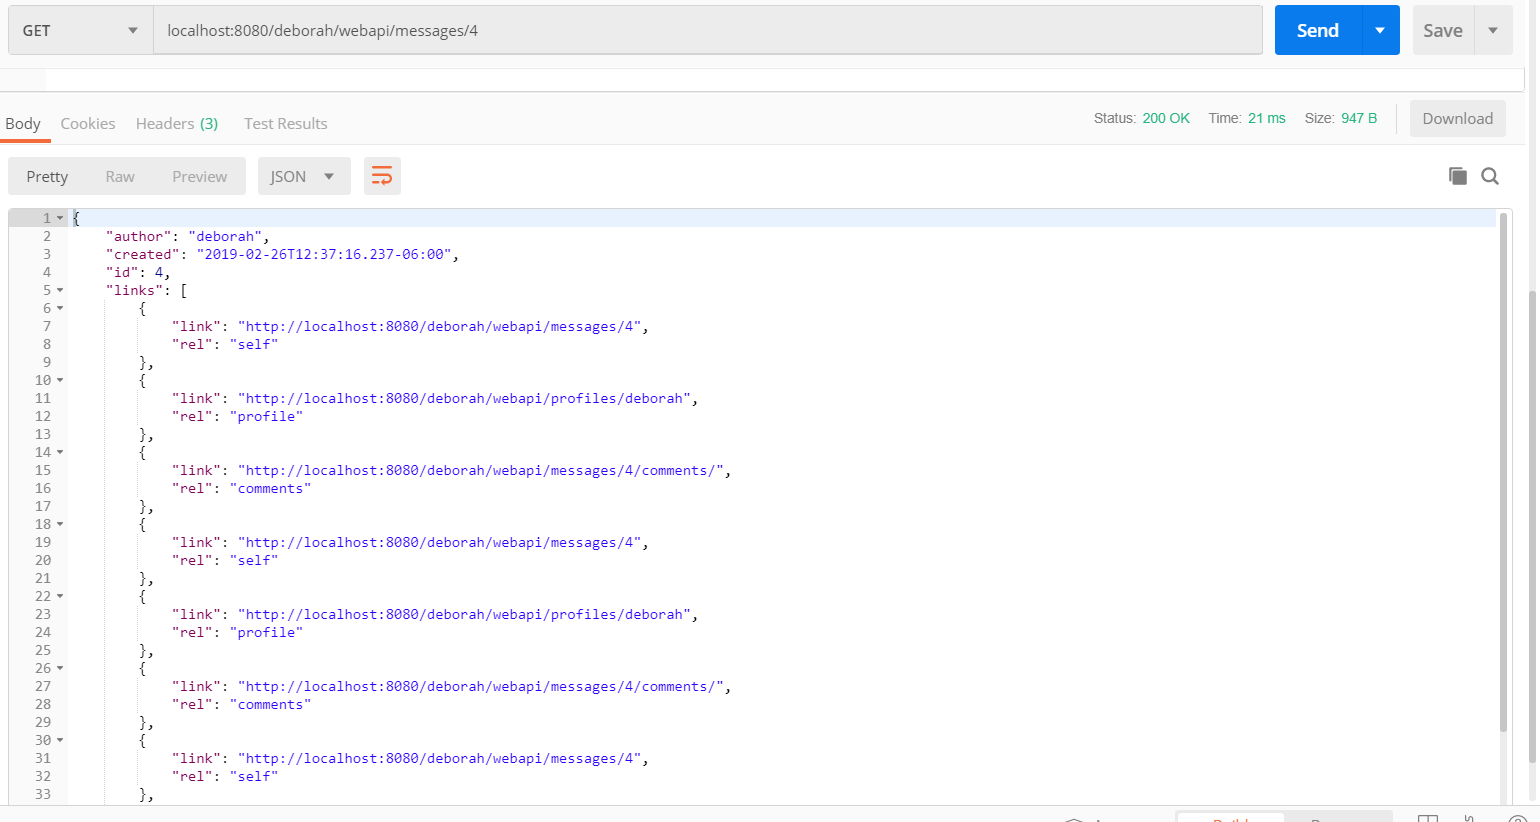 GET localhost:8080/deborah/webapi/messages/4 Send Save
Body Cookies Headers (3) Test Results Status: 200 OK Time: 21 ms Size: 947 B Download
Pretty Raw Preview JSON
1 {
2 "author": "deborah",
3 "created": "2019-02-26T12:37:16.237-06:00",
4 "id": 4,
5 "links": [
6 {
7 "link": "http://localhost:8080/deborah/webapi/messages/4",
8 "rel": "self"
9 },
10 {
11 "link": "http://localhost:8080/deborah/webapi/profiles/deborah",
12 "rel": "profile"
13 },
14 {
15 "link": "http://localhost:8080/deborah/webapi/messages/4/comments/",
16 "rel": "comments"
17 },
18 {
19 "link": "http://localhost:8080/deborah/webapi/messages/4",
20 "rel": "self"
21 },
22 {
23 "link": "http://localhost:8080/deborah/webapi/profiles/deborah",
24 "rel": "profile"
25 },
26 {
27 "link": "http://localhost:8080/deborah/webapi/messages/4/comments/",
28 "rel": "comments"
29 },
30 {
31 "link": "http://localhost:8080/deborah/webapi/messages/4",
32 "rel": "self"
33 },